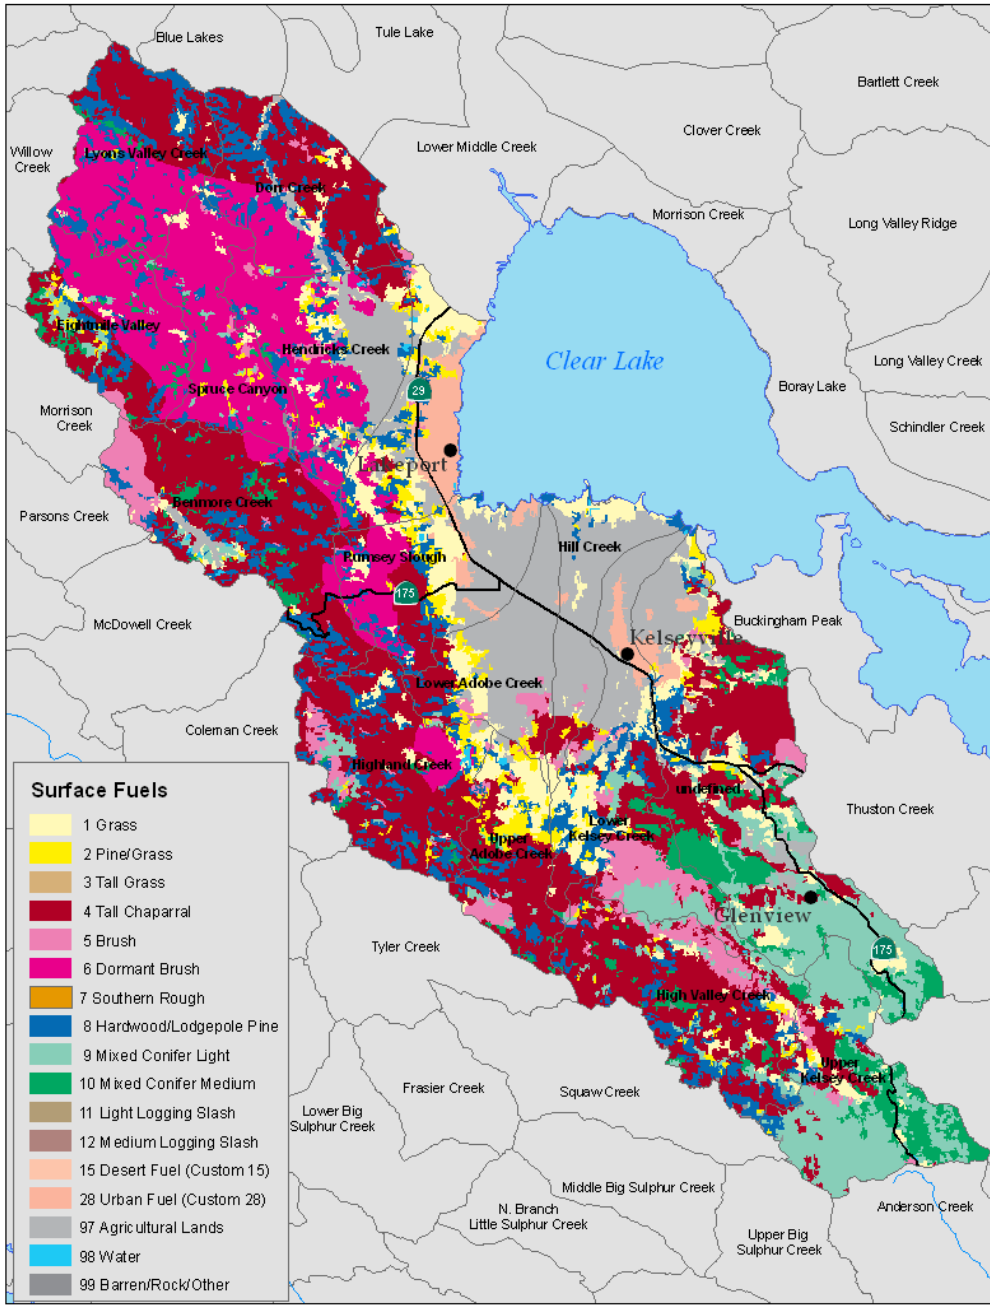 Blue Lakes
Tule Lake
Bartlett Creek
Clover Creek
Willow
Creek
Lyons Valley Creek
Lower Middle Creek
Dorr Creek
Morrison Creek
Long Valley Ridge
Eightmile Valley
Hendricks Creek
Clear Lake
Long Valley Creek
Spruce Canyon
29
Boray Lake
Morrison
Creek
Schindler Creek
Lakeport
Benmore Creek
Parsons Creek
Rumsey Slough
Hill Creek
175
McDowell Creek
Buckingham Peak
Kelseyville
Lower Adobe Creek
Coleman Creek
Highland Creek
undefined
Thuston Creek
Lower
Kelsey Creek
Upper
Adobe Creek
Glenview
Tyler Creek
175
High Valley Creek
Upper
Kelsey Creek
Frasier Creek
Squaw Creek
Lower Big
Sulphur Creek
Middle Big Sulphur Creek
Anderson Creek
N. Branch
Little Sulphur Creek
Upper Big
Sulphur Creek
Surface Fuels
1 Grass
2 Pine/Grass
3 Tall Grass
4 Tall Chaparral
5 Brush
6 Dormant Brush
7 Southern Rough
8 Hardwood/Lodgepole Pine
9 Mixed Conifer Light
10 Mixed Conifer Medium
11 Light Logging Slash
12 Medium Logging Slash
15 Desert Fuel (Custom 15)
28 Urban Fuel (Custom 28)
97 Agricultural Lands
98 Water
99 Barren/Rock/Other